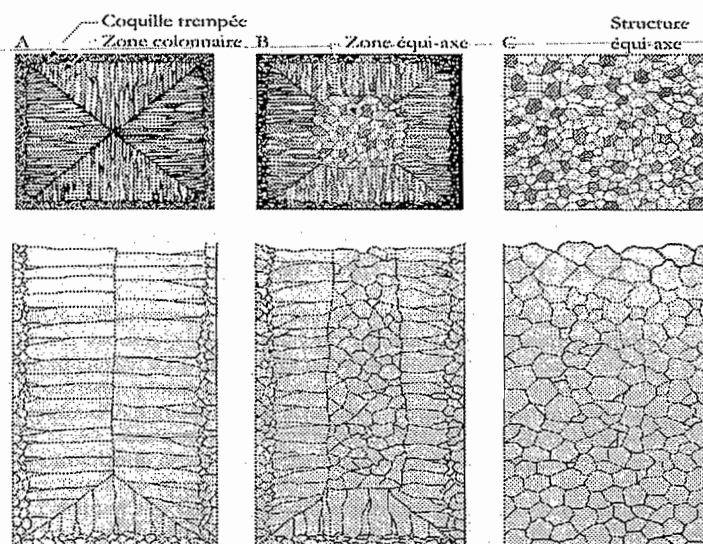 Coquille trempée
A Zone colonnaire
B Zone équi-axe
C Structure
équi-axe